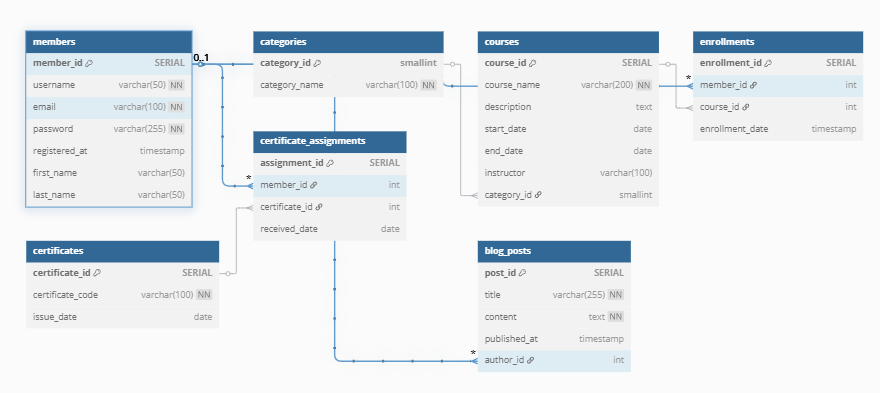 members
member_id SERIAL
username varchar(50) NN
email varchar(100) NN
password varchar(255) NN
registered_at timestamp
first_name varchar(50)
last_name varchar(50)
0..1
categories
category_id smallint
category_name varchar(100) NN
certificate_assignments
assignment_id SERIAL
* member_id int
certificate_id int
received_date date
courses
course_id SERIAL
course_name varchar(200) NN
description text
start_date date
end_date date
instructor varchar(100)
category_id smallint
enrollments
enrollment_id SERIAL
* member_id int
course_id int
enrollment_date timestamp
certificates
certificate_id SERIAL
certificate_code varchar(100) NN
issue_date date
blog_posts
post_id SERIAL
title varchar(255) NN
content text NN
published_at timestamp
* author_id int